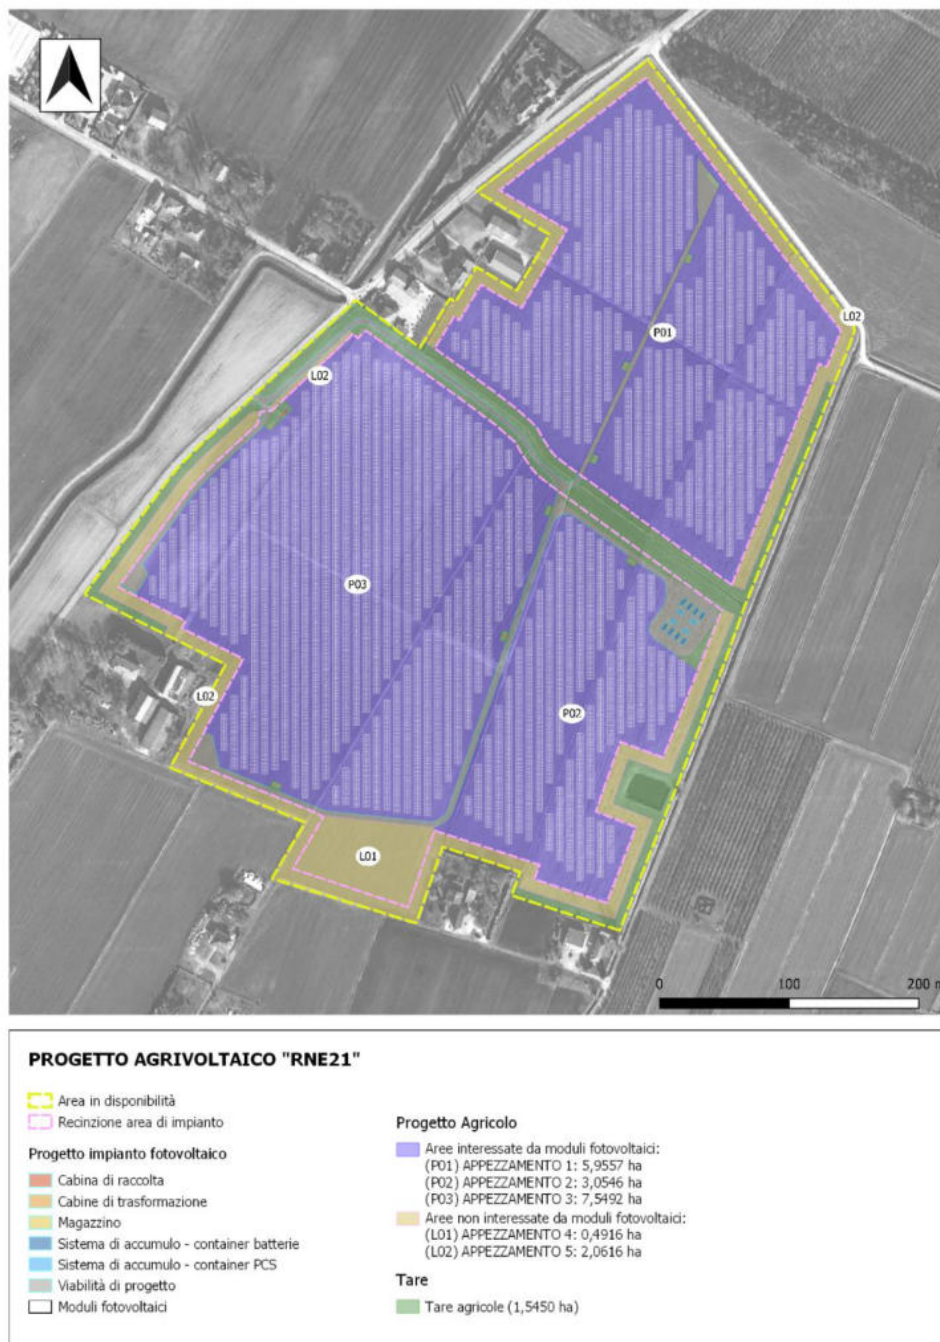 L02
P01
L02
P03
L02
P02
L01
0 100 200 m
PROGETTO AGRIVOLTAICO "RNE21"
Area in disponibilità
Recinzione area di impianto
Progetto impianto fotovoltaico
Cabina di raccolta
Cabine di trasformazione
Magazzino
Sistema di accumulo - container batterie
Sistema di accumulo - container PCS
Viabilità di progetto
Moduli fotovoltaici
Progetto Agricolo
Aree interessate da moduli fotovoltaici:
(P01) APPEZZAMENTO 1: 5,9557 ha
(P02) APPEZZAMENTO 2: 3,0546 ha
(P03) APPEZZAMENTO 3: 7,5492 ha
Aree non interessate da moduli fotovoltaici:
(L01) APPEZZAMENTO 4: 0,4916 ha
(L02) APPEZZAMENTO 5: 2,0616 ha
Tare
Tare agricole (1,5450 ha)